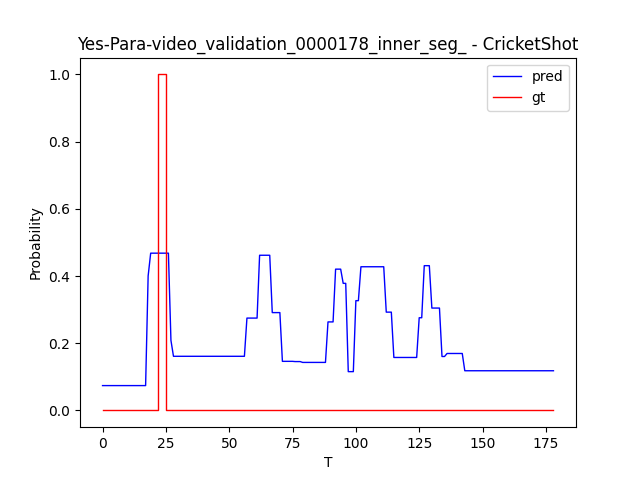 Yes-Para-video_validation_0000178_inner_seg_ - CricketShot
pred
gt
1.0
0.8
0.6
0.4
0.2
0.0
Probability
0
25
50
75
100
125
150
175
T